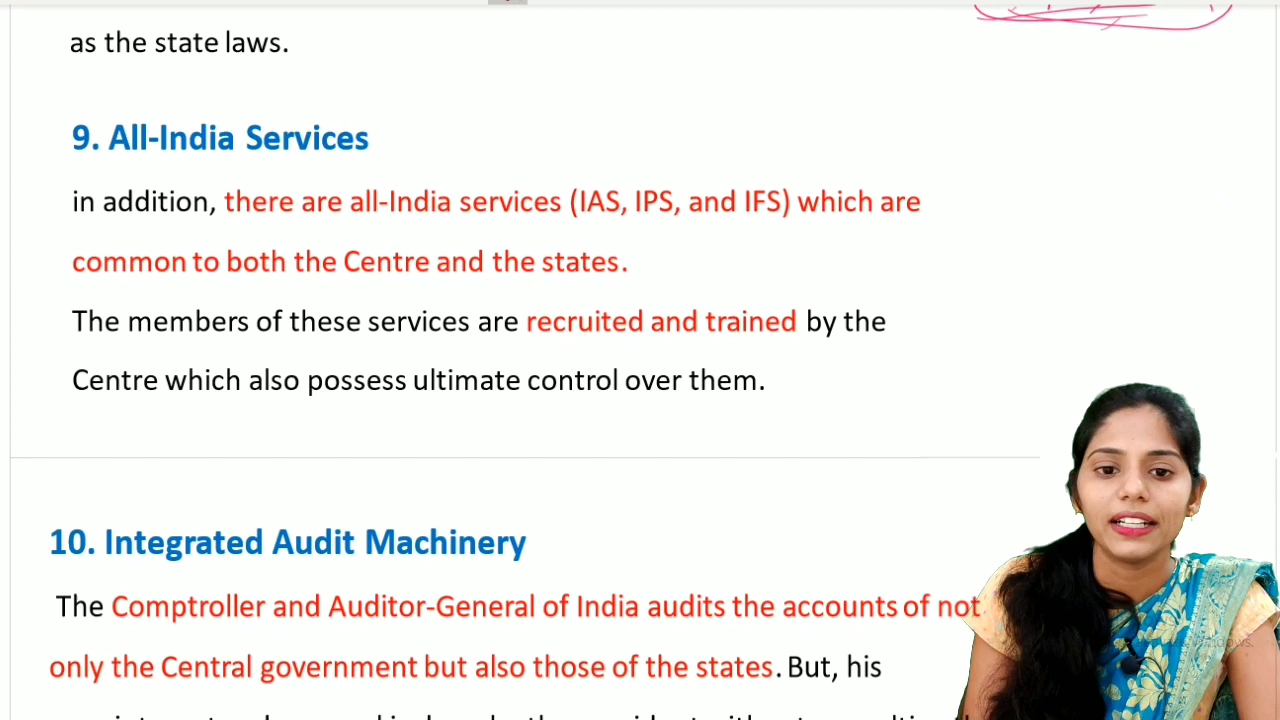 as the state laws.
9. All-India Services
in addition, there are all-India services (IAS, IPS, and IFS) which are
common to both the Centre and the states.
The members of these services are recruited and trained by the
Centre which also possess ultimate control over them.
10. Integrated Audit Machinery
The Comptroller and Auditor-General of India audits the accounts of not
only the Central government but also those of the states. But, his